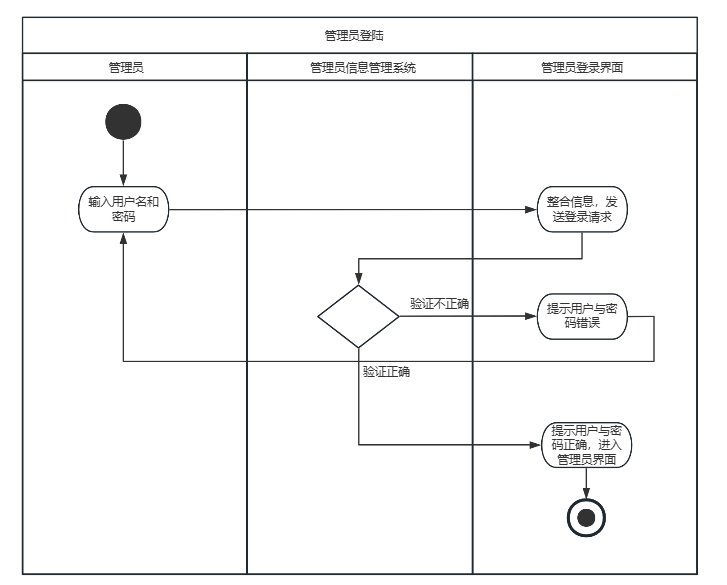 管理员登陆
管理员
管理员信息管理系统
管理员登录界面
输入用户名和
密码
整合信息，发
送登录请求
验证不正确
提示用户与密
码错误
验证正确
提示用户与密
码正确，进入
管理员界面